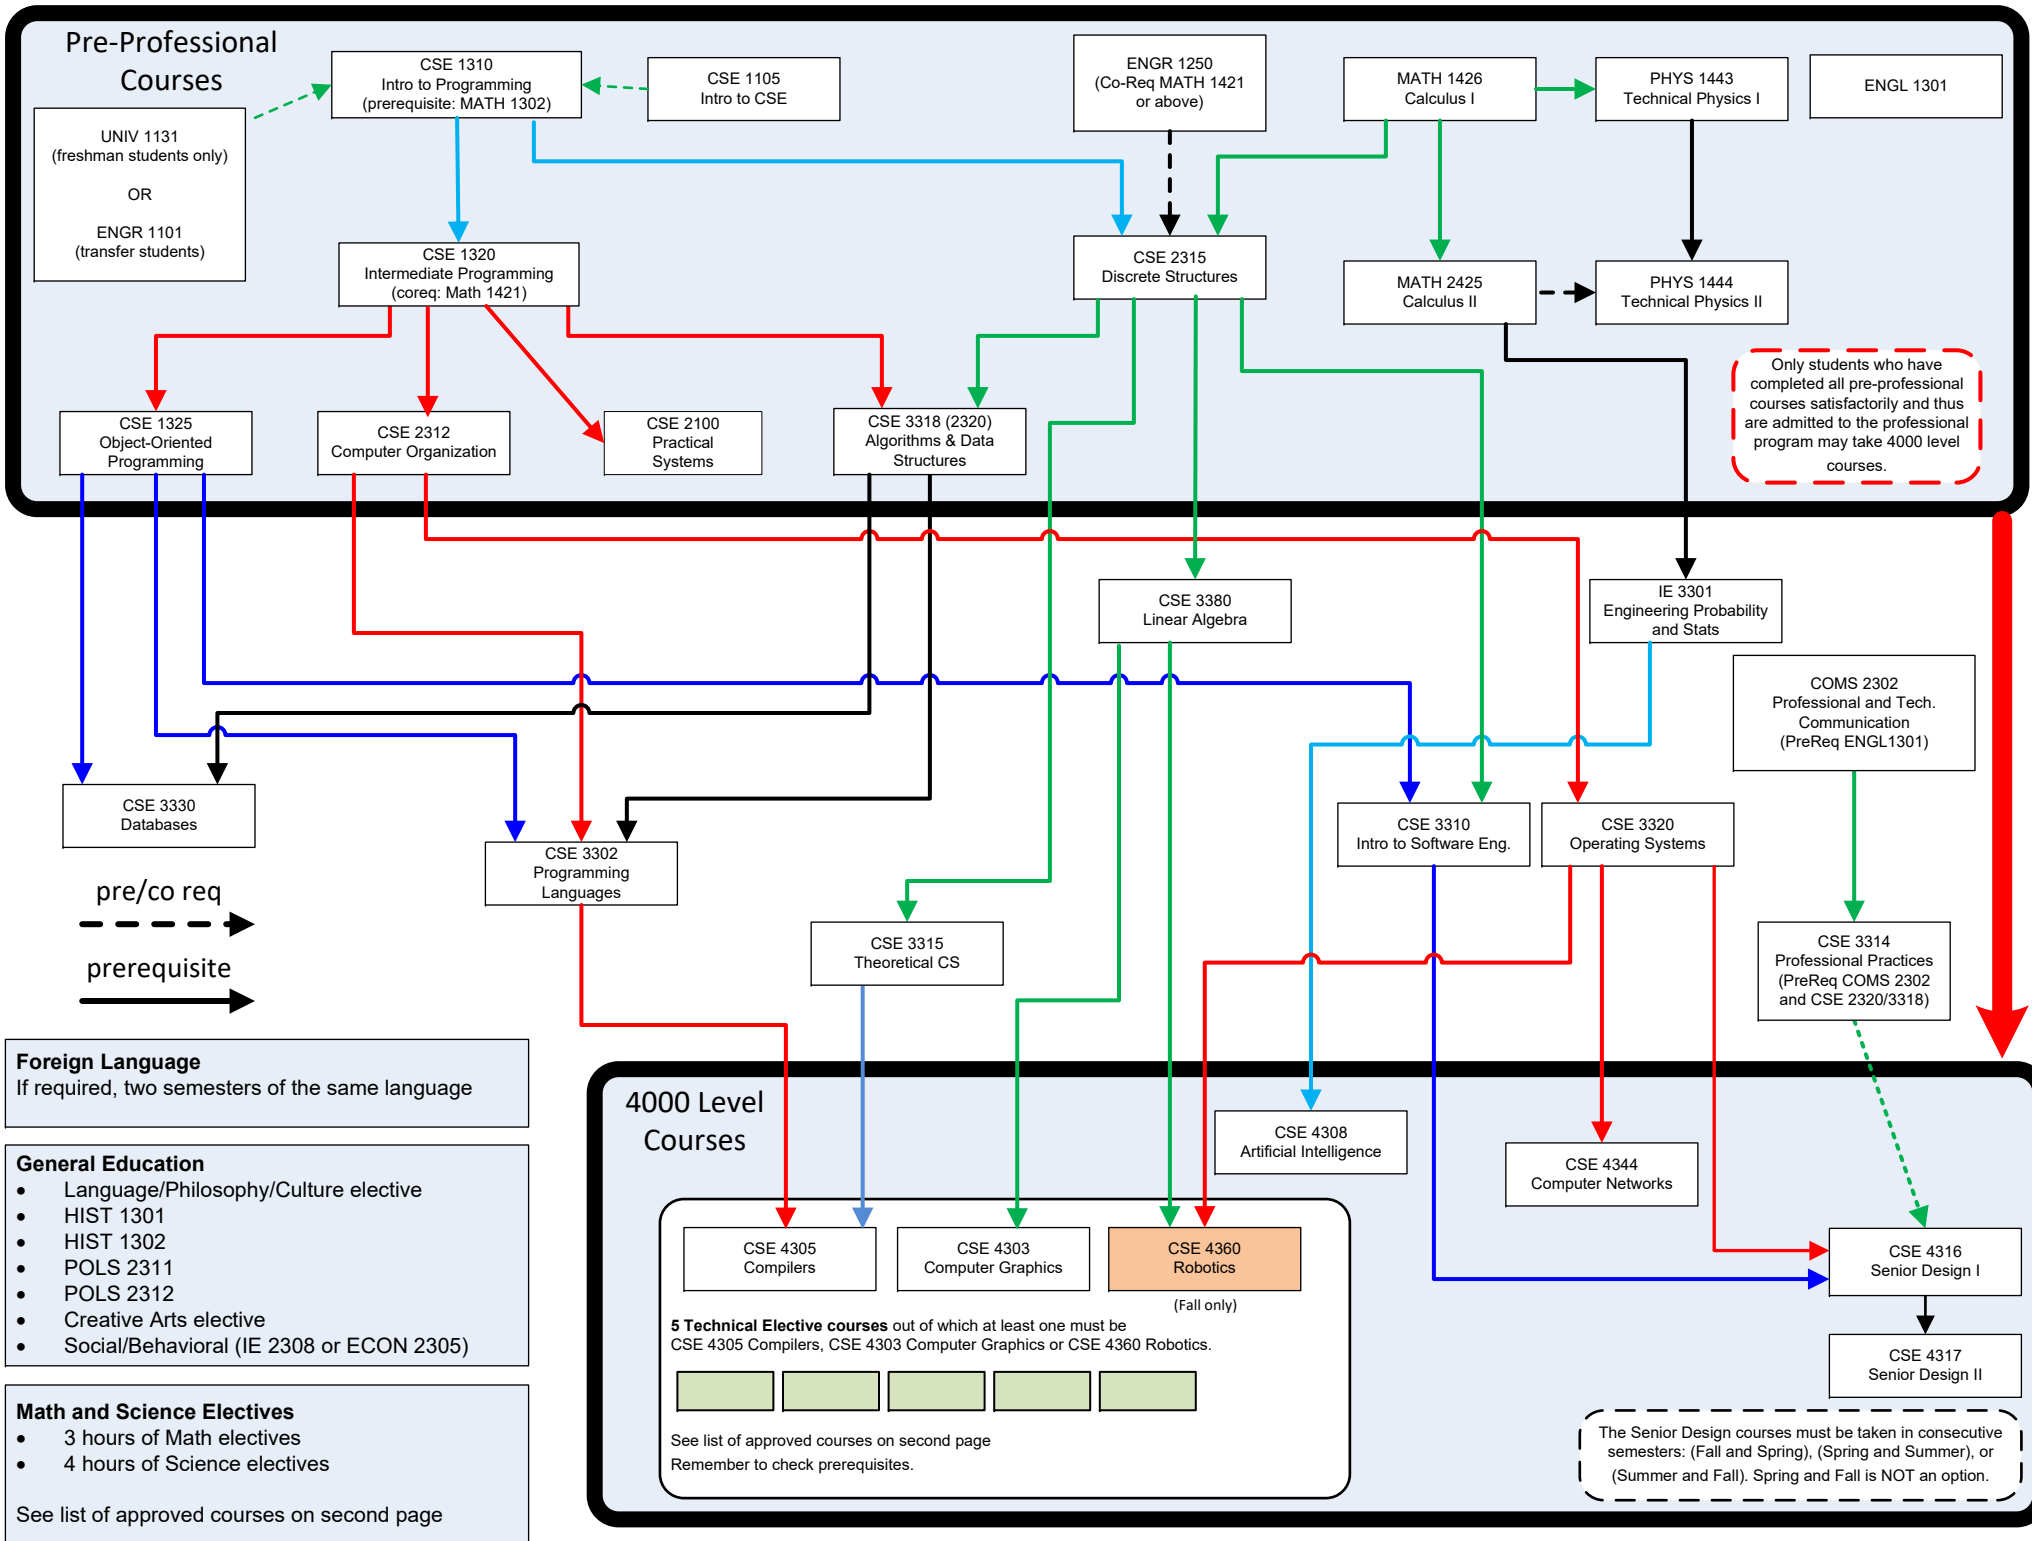 Pre-Professional
Courses
CSE 1310
Intro to Programming
(prerequisite: MATH 1302)
CSE 1105
Intro to CSE
ENGR 1250
(Co-Req MATH 1421
or above)
MATH 1426
Calculus I
PHYS 1443
Technical Physics I
ENGL 1301
UNIV 1131
(freshman students only)
OR
ENGR 1101
(transfer students)
CSE 1320
Intermediate Programming
(coreq: Math 1421)
CSE 2315
Discrete Structures
MATH 2425
Calculus II
PHYS 1444
Technical Physics II
Only students who have
completed all pre-professional
courses satisfactorily and thus
are admitted to the professional
program may take 4000 level
courses.
CSE 1325
Object-Oriented
Programming
CSE 2312
Computer Organization
CSE 2100
Practical
Systems
CSE 3318 (2320)
Algorithms & Data
Structures
CSE 3380
Linear Algebra
IE 3301
Engineering Probability
and Stats
COMS 2302
Professional and Tech.
Communication
(PreReq ENGL1301)
CSE 3330
Databases
CSE 3302
Programming
Languages
CSE 3310
Intro to Software Eng.
CSE 3320
Operating Systems
pre/co req
prerequisite
CSE 3315
Theoretical CS
CSE 3314
Professional Practices
(PreReq COMS 2302
and CSE 2320/3318)
Foreign Language
If required, two semesters of the same language
General Education
• Language/Philosophy/Culture elective
• HIST 1301
• HIST 1302
• POLS 2311
• POLS 2312
• Creative Arts elective
• Social/Behavioral (IE 2308 or ECON 2305)
Math and Science Electives
• 3 hours of Math electives
• 4 hours of Science electives
See list of approved courses on second page
4000 Level
Courses
CSE 4308
Artificial Intelligence
CSE 4344
Computer Networks
CSE 4305
Compilers
CSE 4303
Computer Graphics
CSE 4360
Robotics
(Fall only)
CSE 4316
Senior Design I
CSE 4317
Senior Design II
5 Technical Elective courses out of which at least one must be
CSE 4305 Compilers, CSE 4303 Computer Graphics or CSE 4360 Robotics.
See list of approved courses on second page
Remember to check prerequisites.
The Senior Design courses must be taken in consecutive
semesters: (Fall and Spring), (Spring and Summer), or
(Summer and Fall). Spring and Fall is NOT an option.